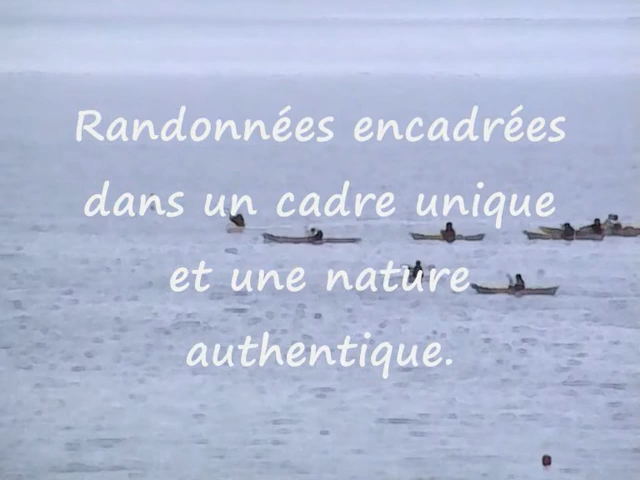 Randonnées encadrées
dans un cadre unique
et une nature
authentique.